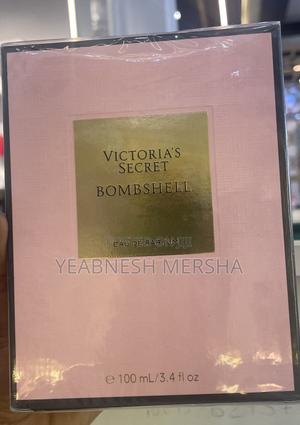 VICTORIA'S
SECRET
BOMBSHELL
EAU DE PARFUM
YEABNESH MERSHA
℮ 100 mL/3.4 fl oz